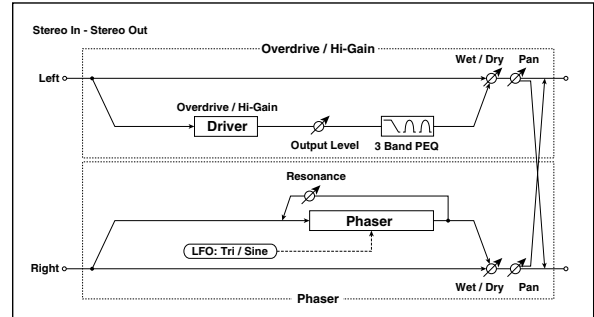 Stereo In - Stereo Out
Overdrive / Hi-Gain
Wet / Dry
Pan
Left
Overdrive / Hi-Gain
Driver
Output Level
3 Band PEQ
Resonance
Phaser
LFO: Tri / Sine
Right
Wet / Dry
Pan
Phaser